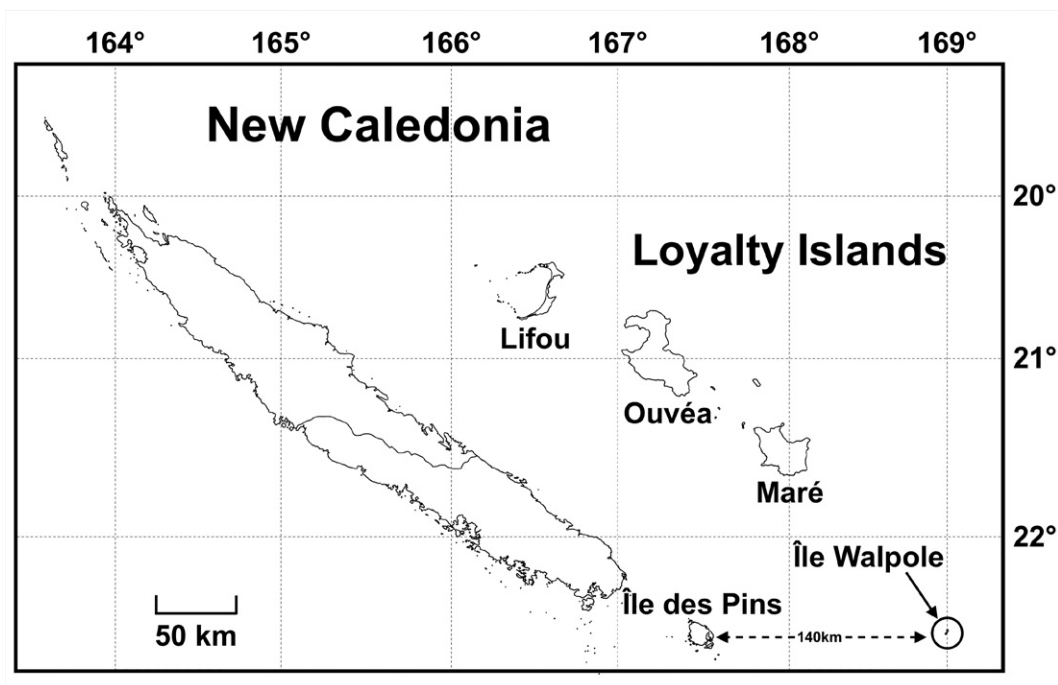 164° 165° 166° 167° 168° 169°
New Caledonia
20°
Loyalty Islands
Lifou
21°
Ouvéa
Maré
22°
Île Walpole
Île des Pins
140km
50 km